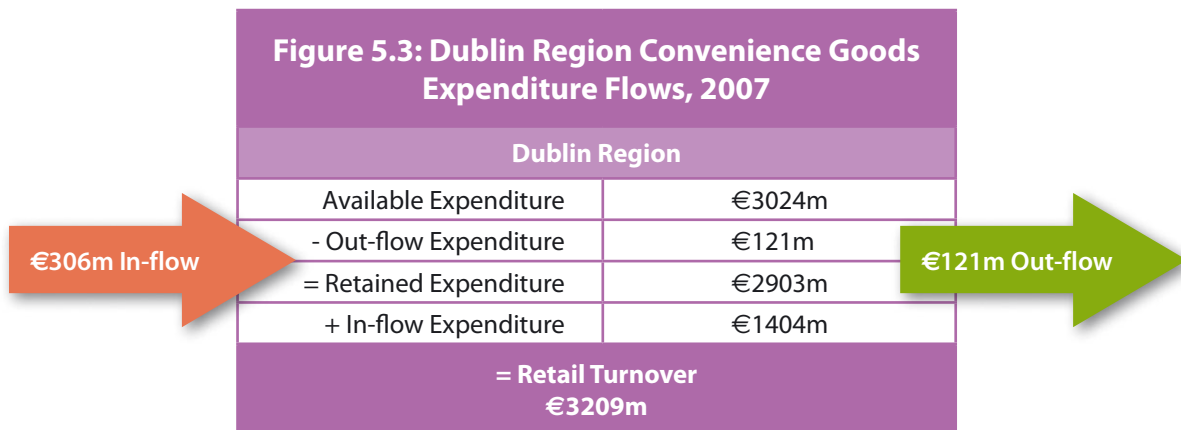 Figure 5.3: Dublin Region Convenience Goods
Expenditure Flows, 2007
Dublin Region
Available Expenditure €3024m
- Out-flow Expenditure €121m
= Retained Expenditure €2903m
+ In-flow Expenditure €1404m
= Retail Turnover
€3209m
€306m In-flow
€121m Out-flow